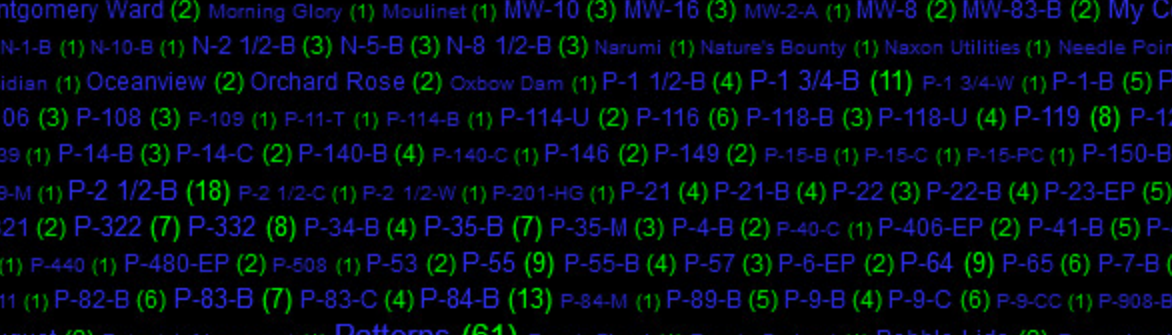 ntgomery Ward (2) Morning Glory (1) Moulinet (1) MW-10 (3) MW-16 (3) MW-2-A (1) MW-8 (2) MW-83-B (2) My C
N-1-B (1) N-10-B (1) N-2 1/2-B (3) N-5-B (3) N-8 1/2-B (3) Narumi (1) Nature's Bounty (1) Naxon Utilities (1) Needle Poin
idian (1) Oceanview (2) Orchard Rose (2) Oxbow Dam (1) P-1 1/2-B (4) P-1 3/4-B (11) P-1 3/4-W (1) P-1-B (5)
06 (3) P-108 (3) P-109 (1) P-11-T (1) P-114-B (1) P-114-U (2) P-116 (6) P-118-B (3) P-118-U (4) P-119 (8) P-12
39 (1) P-14-B (3) P-14-C (2) P-140-B (4) P-140-C (1) P-146 (2) P-149 (2) P-15-B (1) P-15-C (1) P-15-PC (1) P-150-B
9-M (1) P-2 1/2-B (18) P-2 1/2-C (1) P-2 1/2-W (1) P-201-HG (1) P-21 (4) P-21-B (4) P-22 (3) P-22-B (4) P-23-EP (5)
321 (2) P-322 (7) P-332 (8) P-34-B (4) P-35-B (7) P-35-M (3) P-4-B (2) P-40-C (1) P-406-EP (2) P-41-B (5) P-
(1) P-440 (1) P-480-EP (2) P-508 (1) P-53 (2) P-55 (9) P-55-B (4) P-57 (3) P-6-EP (2) P-64 (9) P-65 (6) P-7-B (
11 (1) P-82-B (6) P-83-B (7) P-83-C (4) P-84-B (13) P-84-M (1) P-89-B (5) P-9-B (4) P-9-C (6) P-9-CC (1) P-908-B
Patterns (61)